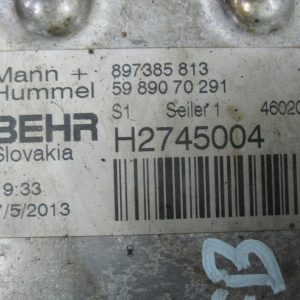 Mann + 897385 813
Hummel 59 890 70 291
S1 Seiler 1 46020
BEHR H2745004
Slovakia
9:33
7/5/2013